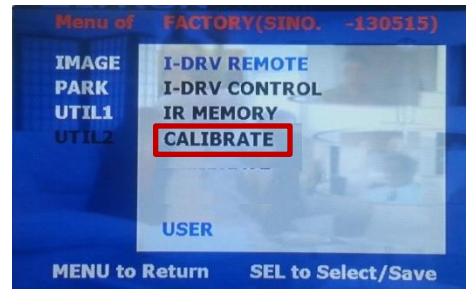 Menu of FACTORY(SINO. -130515)
IMAGE I-DRV REMOTE
PARK I-DRV CONTROL
UTIL1 IR MEMORY
UTIL2 CALIBRATE
USER
MENU to Return SEL to Select/Save